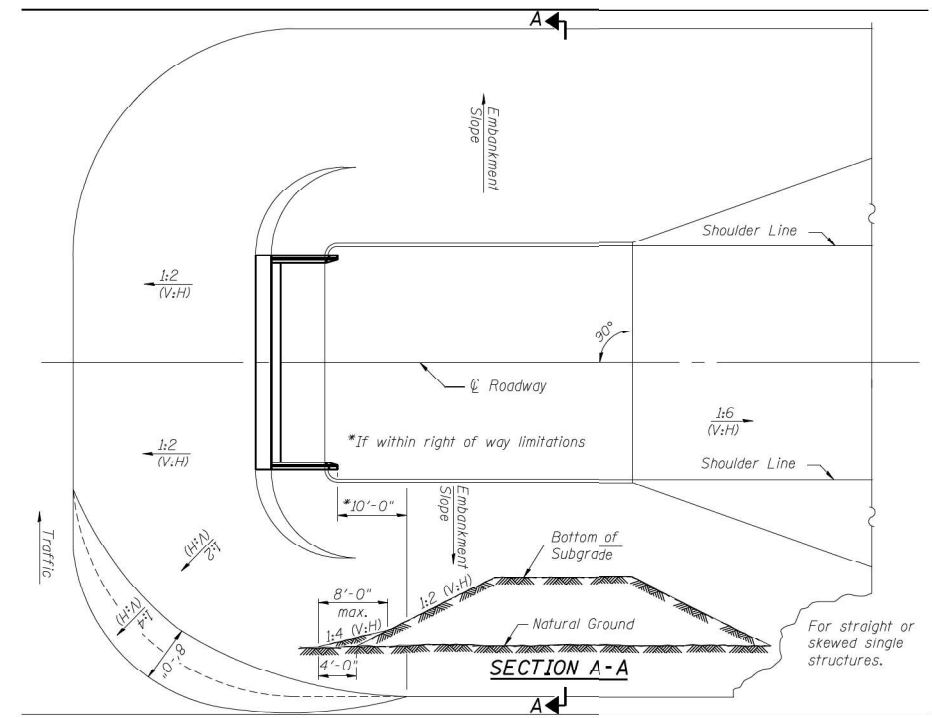 A
Embankment
Slope
Shoulder Line
1:2
(V:H)
90°
℄ Roadway
1:6
(V:H)
*If within right of way limitations
1:2
(V:H)
Shoulder Line
*10'-0"
Embankment
Slope
Traffic
1:2
(V:H)
Bottom of
Subgrade
8'-0"
max.
1:2 (V:H)
1:4 (V:H)
Natural Ground
4'-0"
1:4
(V:H)
8'-0"
For straight or
skewed single
structures.
SECTION A-A
A